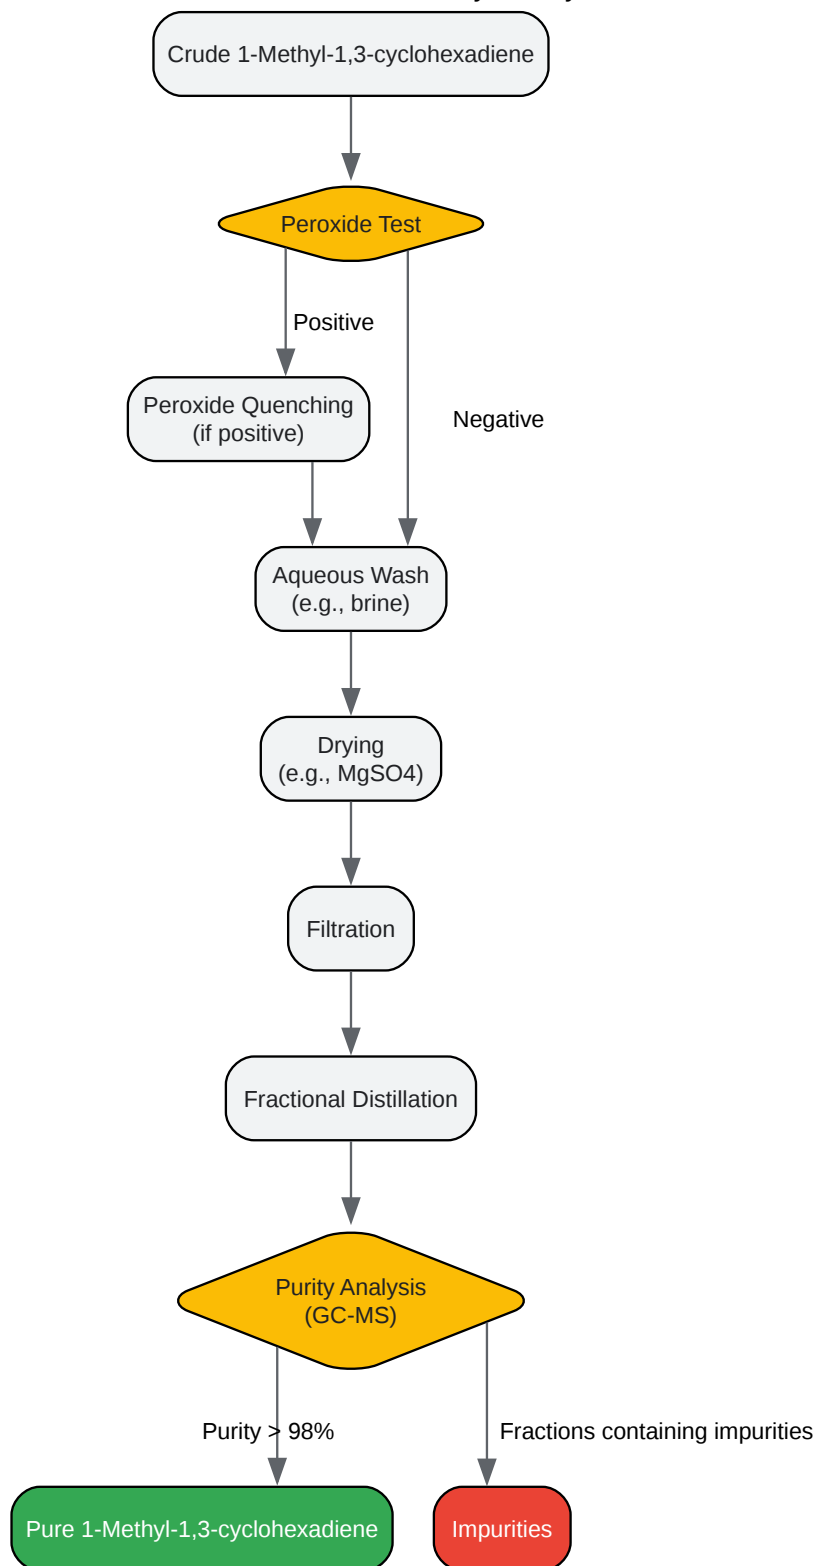 Crude 1-Methyl-1,3-cyclohexadiene
Peroxide Test
Positive
Peroxide Quenching
(if positive)
Negative
Aqueous Wash
(e.g., brine)
Drying
(e.g., MgSO4)
Filtration
Fractional Distillation
Purity Analysis
(GC-MS)
Purity > 98%
Fractions containing impurities
Pure 1-Methyl-1,3-cyclohexadiene
Impurities